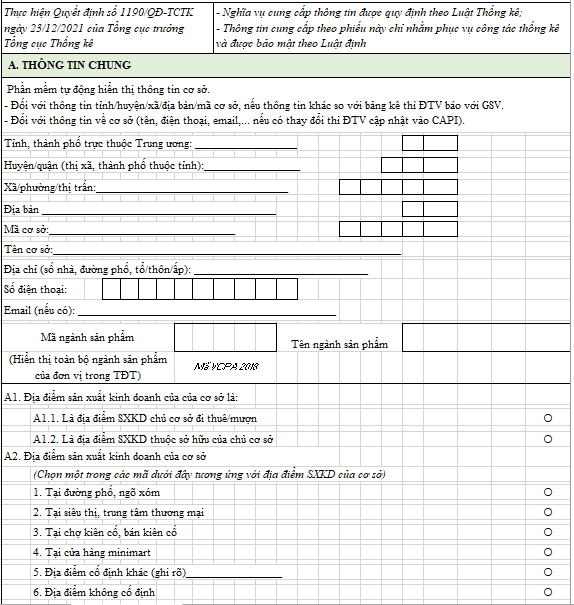 Thực hiện Quyết định số 1190/QĐ-TCTK
ngày 23/12/2021 của Tổng cục trưởng
Tổng cục Thống kê
- Nghĩa vụ cung cấp thông tin được quy định theo Luật Thống kê;
- Thông tin cung cấp theo phiếu này chỉ nhằm phục vụ công tác thống kê
và được bảo mật theo Luật định
A. THÔNG TIN CHUNG
Phần mềm tự động hiển thị thông tin cơ sở.
- Đối với thông tin tỉnh/huyện/xã/địa bàn/mã cơ sở, nếu thông tin khác so với bảng kê thì ĐTV báo với GSV.
- Đối với thông tin về cơ sở (tên, điện thoại, email,... nếu có thay đổi thì ĐTV cập nhật vào CAPI).
Tỉnh, thành phố trực thuộc Trung ương:
Huyện/quận (thị xã, thành phố thuộc tỉnh):
Xã/phường/thị trấn:
Địa bàn
Mã cơ sở:
Tên cơ sở:
Địa chỉ (số nhà, đường phố, tổ/thôn/ấp):
Số điện thoại:
Email (nếu có):
Mã ngành sản phẩm
Tên ngành sản phẩm
(Hiển thị toàn bộ ngành sản phẩm
của đơn vị trong TĐT)
Mã VCPA 2018
A1. Địa điểm sản xuất kinh doanh của của cơ sở là:
A1.1. Là địa điểm SXKD chủ cơ sở đi thuê/mượn
A1.2. Là địa điểm SXKD thuộc sở hữu của chủ cơ sở
A2. Địa điểm sản xuất kinh doanh của cơ sở
(Chọn một trong các mã dưới đây tương ứng với địa điểm SXKD của cơ sở)
1. Tại đường phố, ngõ xóm
2. Tại siêu thị, trung tâm thương mại
3. Tại chợ kiên cố, bán kiên cố
4. Tại cửa hàng minimart
5. Địa điểm cố định khác (ghi rõ)
6. Địa điểm không cố định